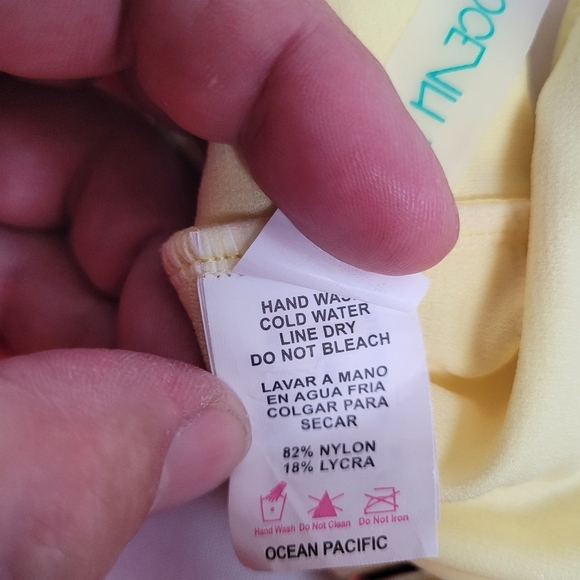 HAND WASH
COLD WATER
LINE DRY
DO NOT BLEACH
LAVAR A MANO
EN AGUA FRIA
COLGAR PARA
SECAR
82% NYLON
18% LYCRA
Hand Wash Do Not Clean Do Not Iron
OCEAN PACIFIC